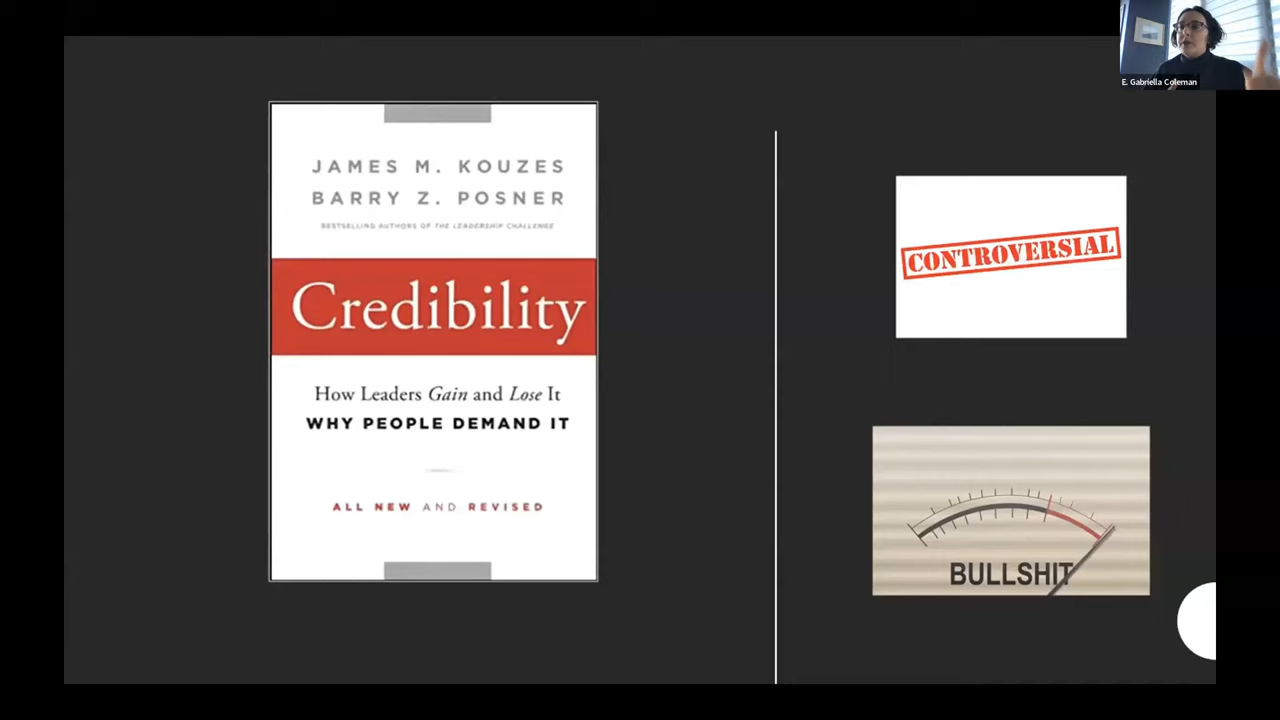 E. Gabriella Coleman
JAMES M. KOUZES
BARRY Z. POSNER
BESTSELLING AUTHORS OF THE LEADERSHIP CHALLENGE
Credibility
How Leaders Gain and Lose It
WHY PEOPLE DEMAND IT
ALL NEW AND REVISED
CONTROVERSIAL
BULLSHIT